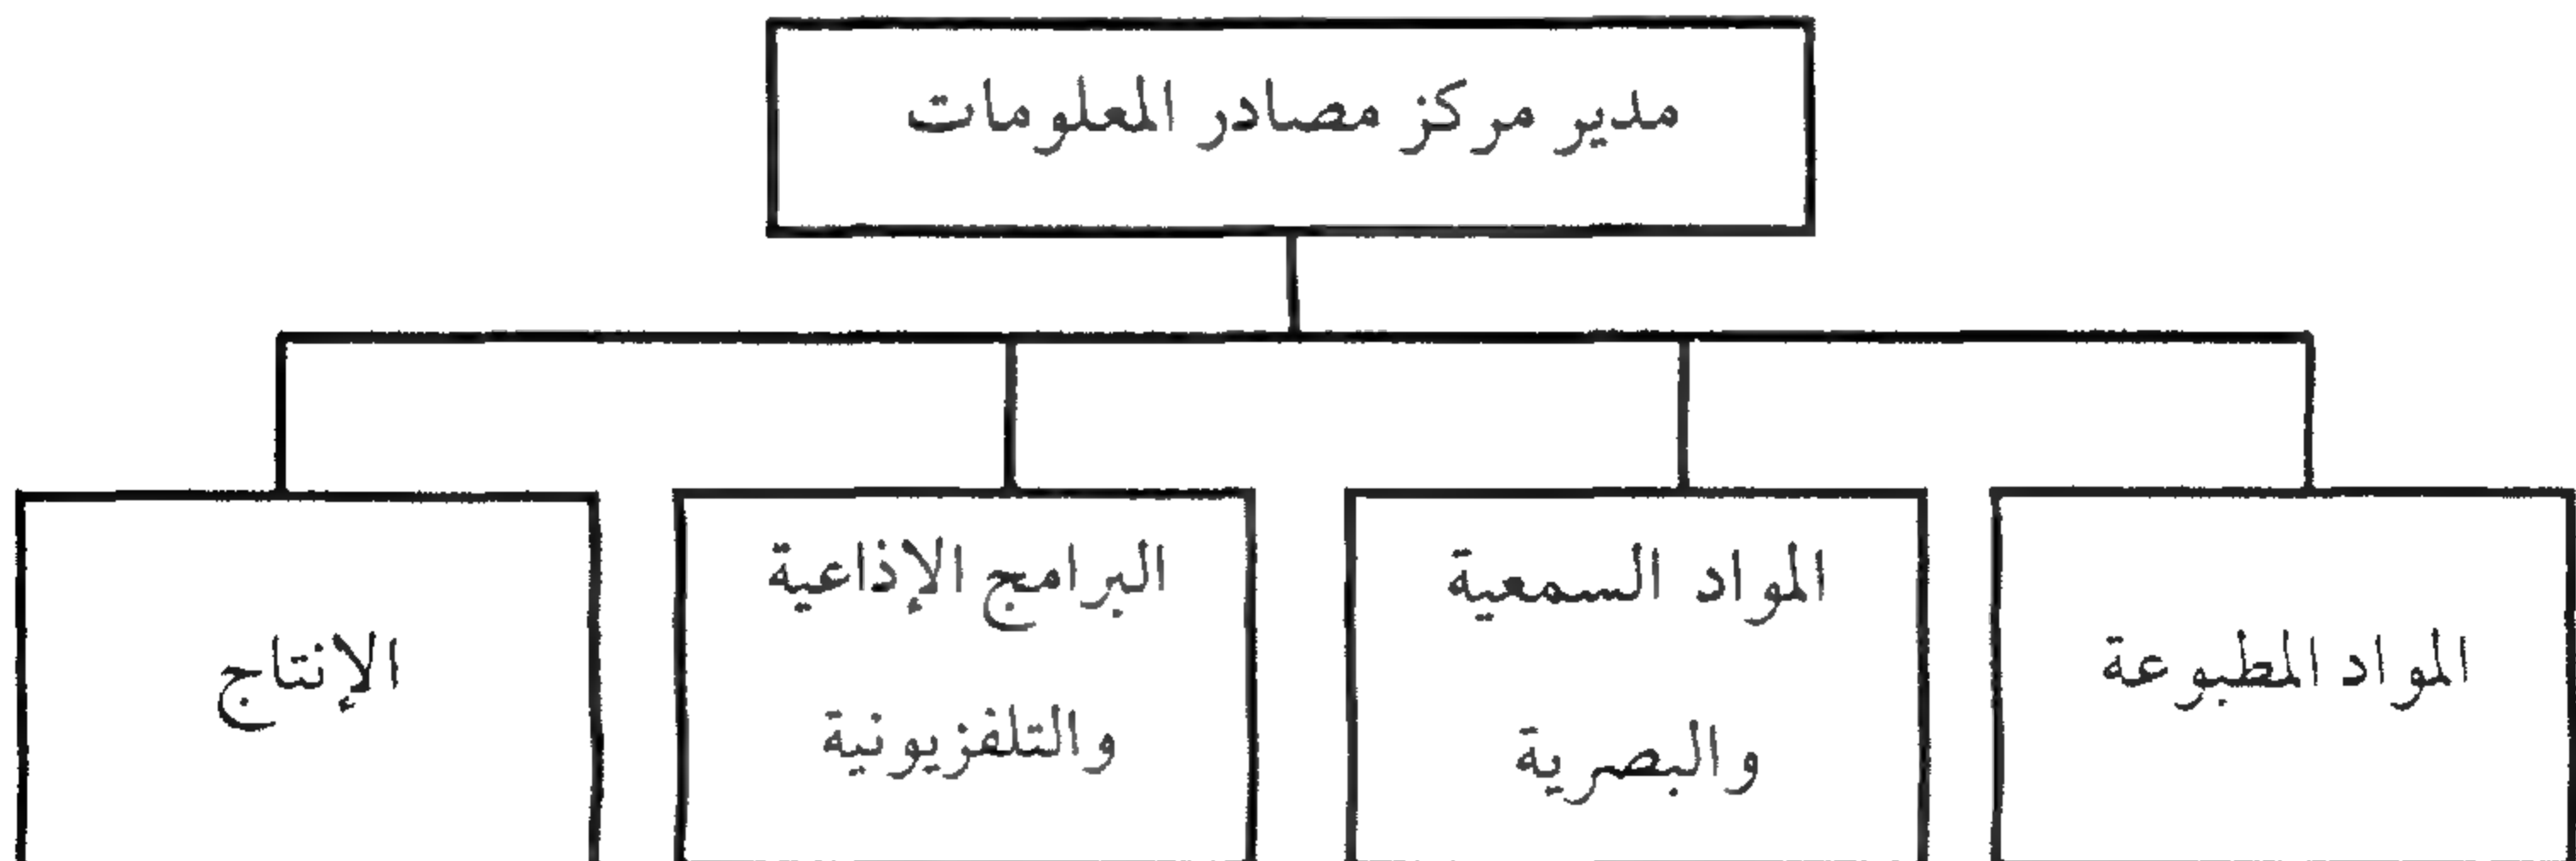 مدير مركز مصادر المعلومات
المواد المطبوعة
المواد السمعية
والبصرية
البرامج الإذاعية
والتلفزيونية
الإنتاج